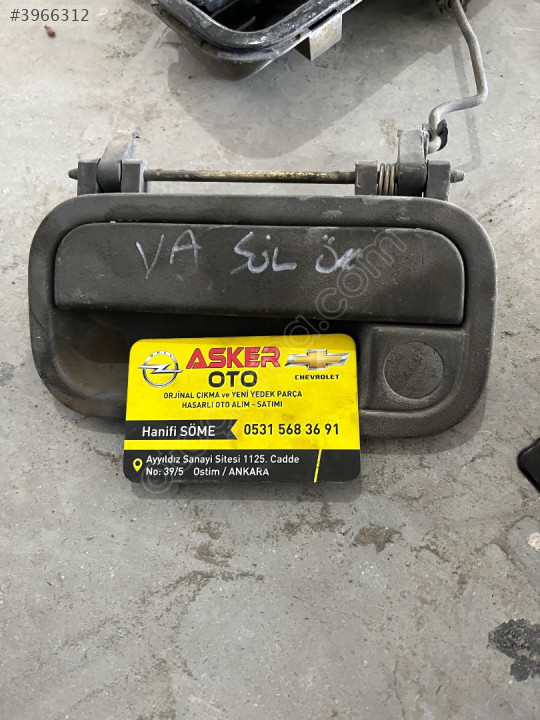 #3966312
VA SOL ÖN
ASKER
OTO
CHEVROLET
ORJİNAL ÇIKMA ve YENİ YEDEK PARÇA
HASARLI OTO ALIM - SATIMI
Hanifi SÖME
0531 568 36 91
Ayyıldız Sanayi Sitesi 1125. Cadde
No: 39/5 Ostim / ANKARA